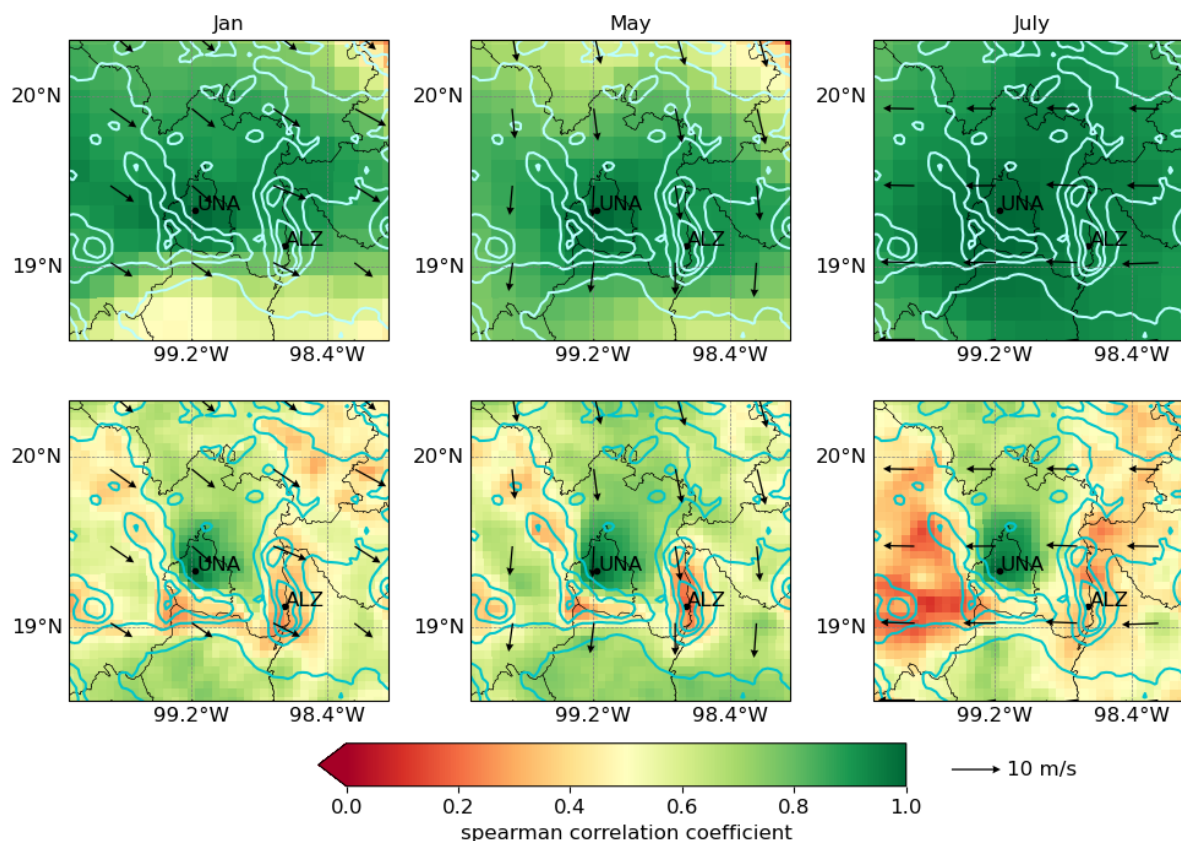 Jan May July
20°N 20°N 20°N
UNA UNA UNA
ALZ ALZ ALZ
19°N 19°N 19°N
99.2°W 98.4°W 99.2°W 98.4°W 99.2°W 98.4°W
20°N 20°N 20°N
UNA UNA UNA
ALZ ALZ ALZ
19°N 19°N 19°N
99.2°W 98.4°W 99.2°W 98.4°W 99.2°W 98.4°W
10 m/s
0.0 0.2 0.4 0.6 0.8 1.0
spearman correlation coefficient